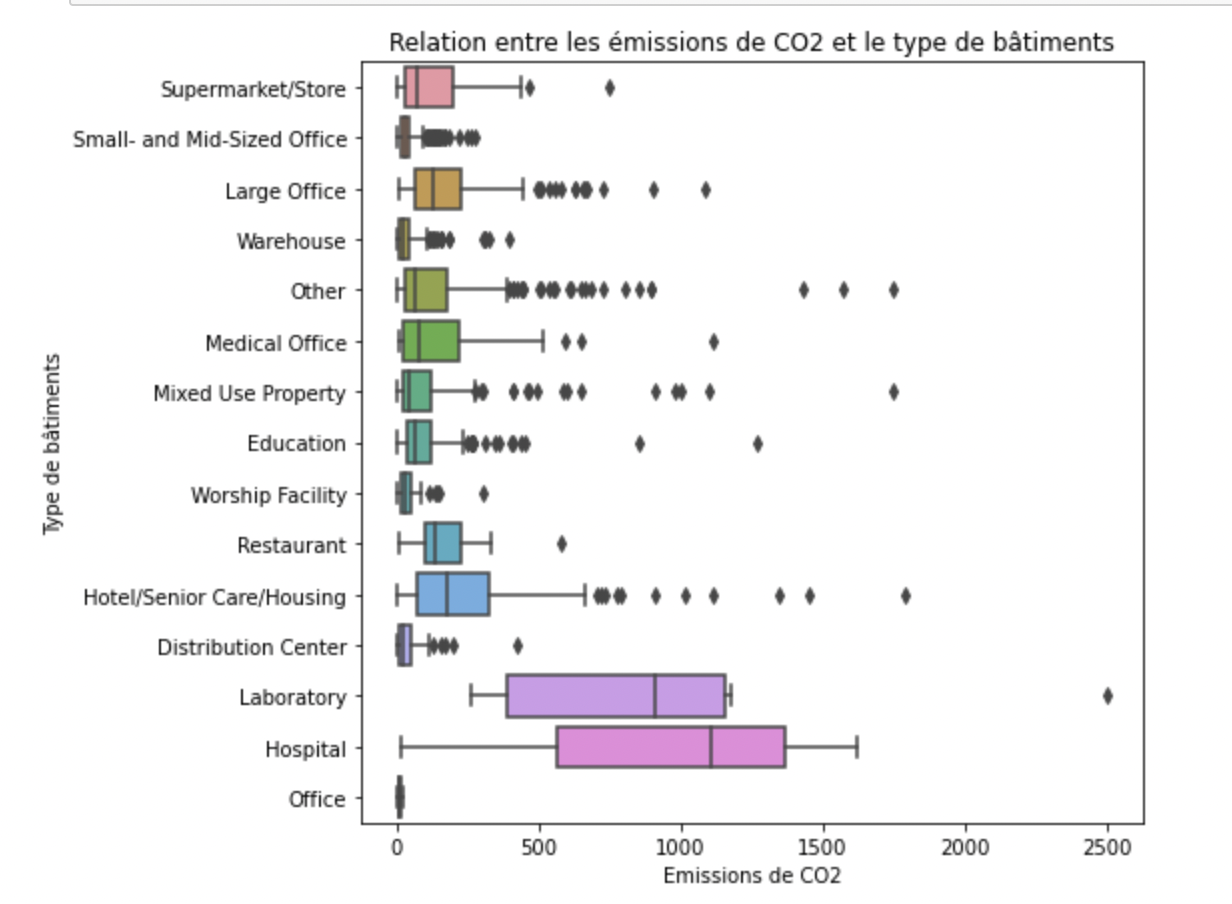 Relation entre les émissions de CO2 et le type de bâtiments
Supermarket/Store
Small- and Mid-Sized Office
Large Office
Warehouse
Other
Medical Office
Mixed Use Property
Education
Worship Facility
Restaurant
Hotel/Senior Care/Housing
Distribution Center
Laboratory
Hospital
Office
Type de bâtiments
0 500 1000 1500 2000 2500
Emissions de CO2